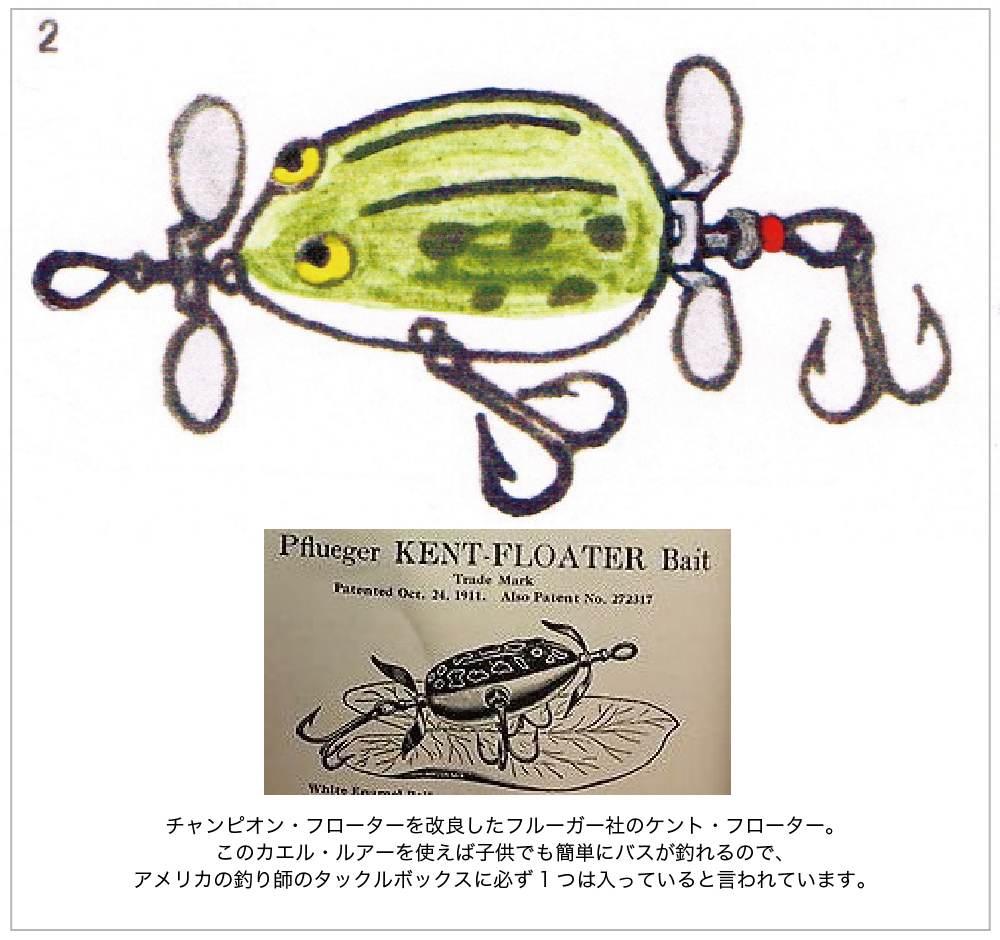 2
Pflueger KENT-FLOATER Bait
Trade Mark
Patented Oct. 24, 1911. Also Patent No. 272317
White Enamel
チャンピオン・フローターを改良したフルーガー社のケント・フローター。
このカエル・ルアーを使えば子供でも簡単にバスが釣れるので、
アメリカの釣り師のタックルボックスに必ず1つは入っていると言われています。